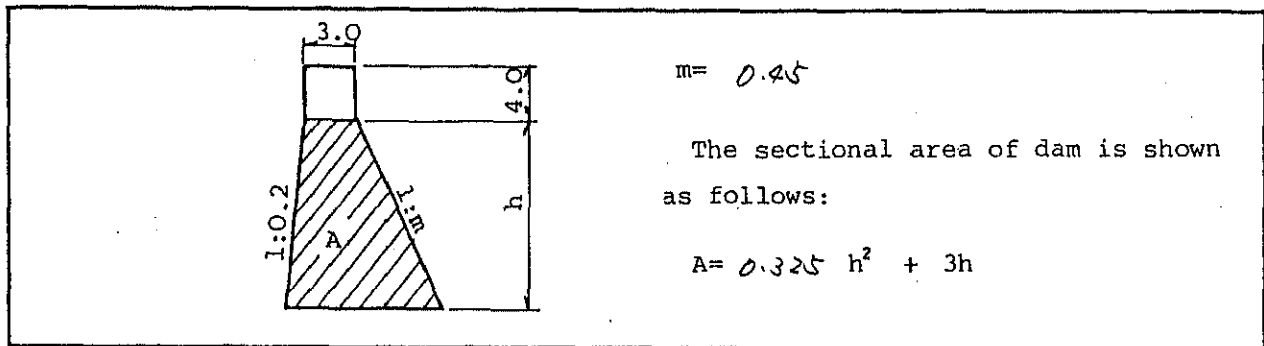 3.0
m= 0.45
4.0
The sectional area of dam is shown
as follows:
1:0.2
A
1:m
h
A= 0.325 h² + 3h